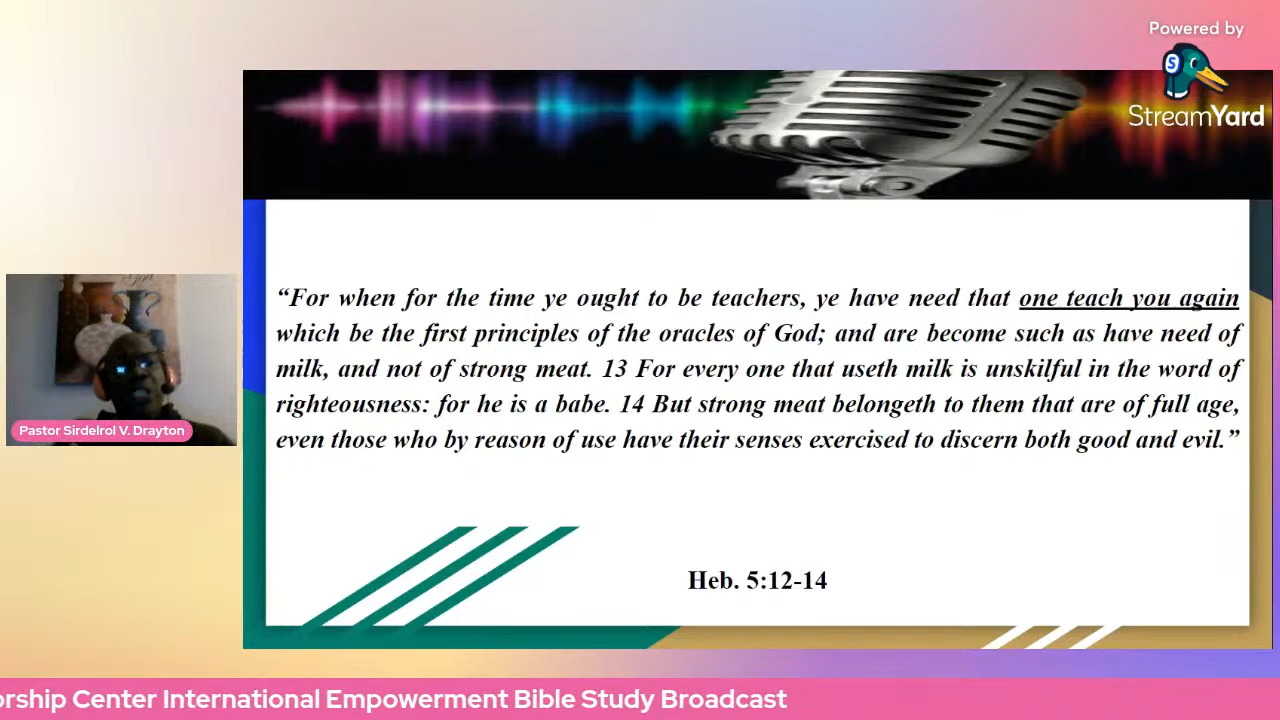 Powered by
StreamYard
“For when for the time ye ought to be teachers, ye have need that one teach you again
which be the first principles of the oracles of God; and are become such as have need of
milk, and not of strong meat. 13 For every one that useth milk is unskilful in the word of
righteousness: for he is a babe. 14 But strong meat belongeth to them that are of full age,
even those who by reason of use have their senses exercised to discern both good and evil.”
Pastor Sirdelrol V. Drayton
Heb. 5:12-14
orship Center International Empowerment Bible Study Broadcast